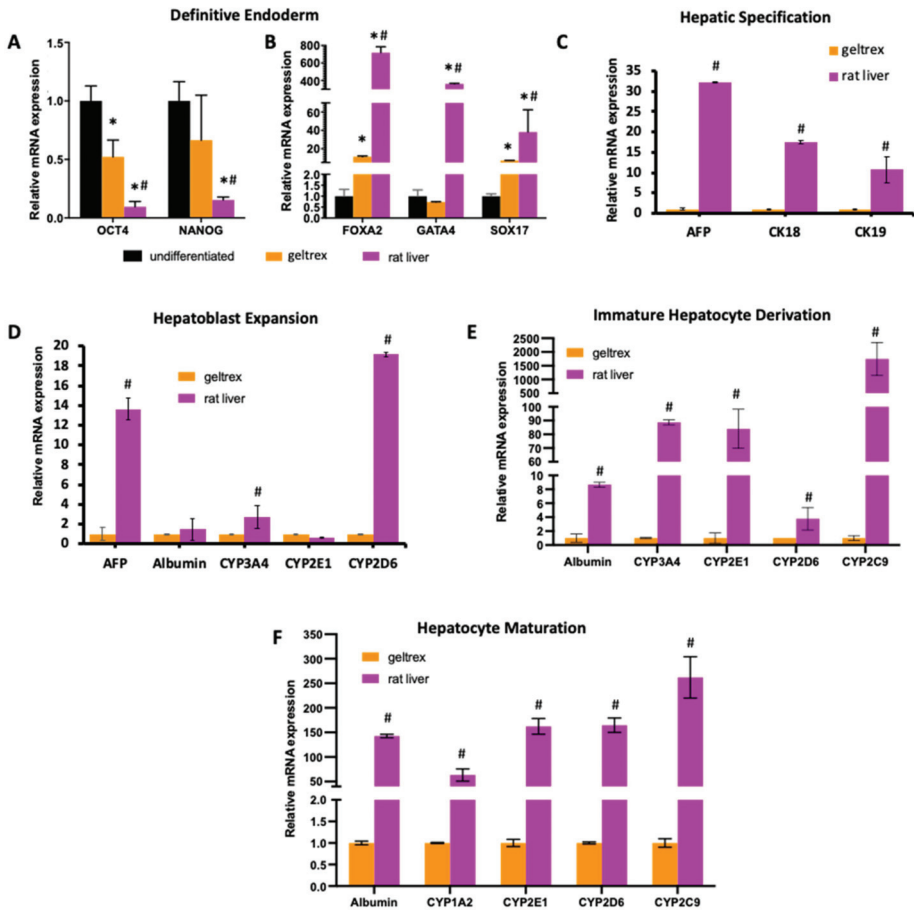 Definitive Endoderm
A
Relative mRNA expression
1.5
1.0
0.5
0.0
*
*#
*#
OCT4 NANOG
B
Relative mRNA expression
800
600
400
200
40
20
10
2.0
1.5
1.0
0.5
0.0
*
*#
*#
*
*#
FOXA2 GATA4 SOX17
undifferentiated geltrex rat liver
Hepatic Specification
C
geltrex
rat liver
Relative mRNA expression
35
30
25
20
15
10
5
0
#
#
#
AFP CK18 CK19
Hepatoblast Expansion
D
geltrex
rat liver
Relative mRNA expression
20
18
16
14
12
10
8
6
4
2
0
#
#
#
AFP Albumin CYP3A4 CYP2E1 CYP2D6
Immature Hepatocyte Derivation
E
geltrex
rat liver
Relative mRNA expression
2500
2000
1500
1000
500
100
90
80
70
60
10
8
6
4
2
0
#
#
#
#
#
Albumin CYP3A4 CYP2E1 CYP2D6 CYP2C9
Hepatocyte Maturation
F
geltrex
rat liver
Relative mRNA expression
350
300
250
200
150
100
50
2.0
1.5
1.0
0.5
0.0
#
#
#
#
#
Albumin CYP1A2 CYP2E1 CYP2D6 CYP2C9